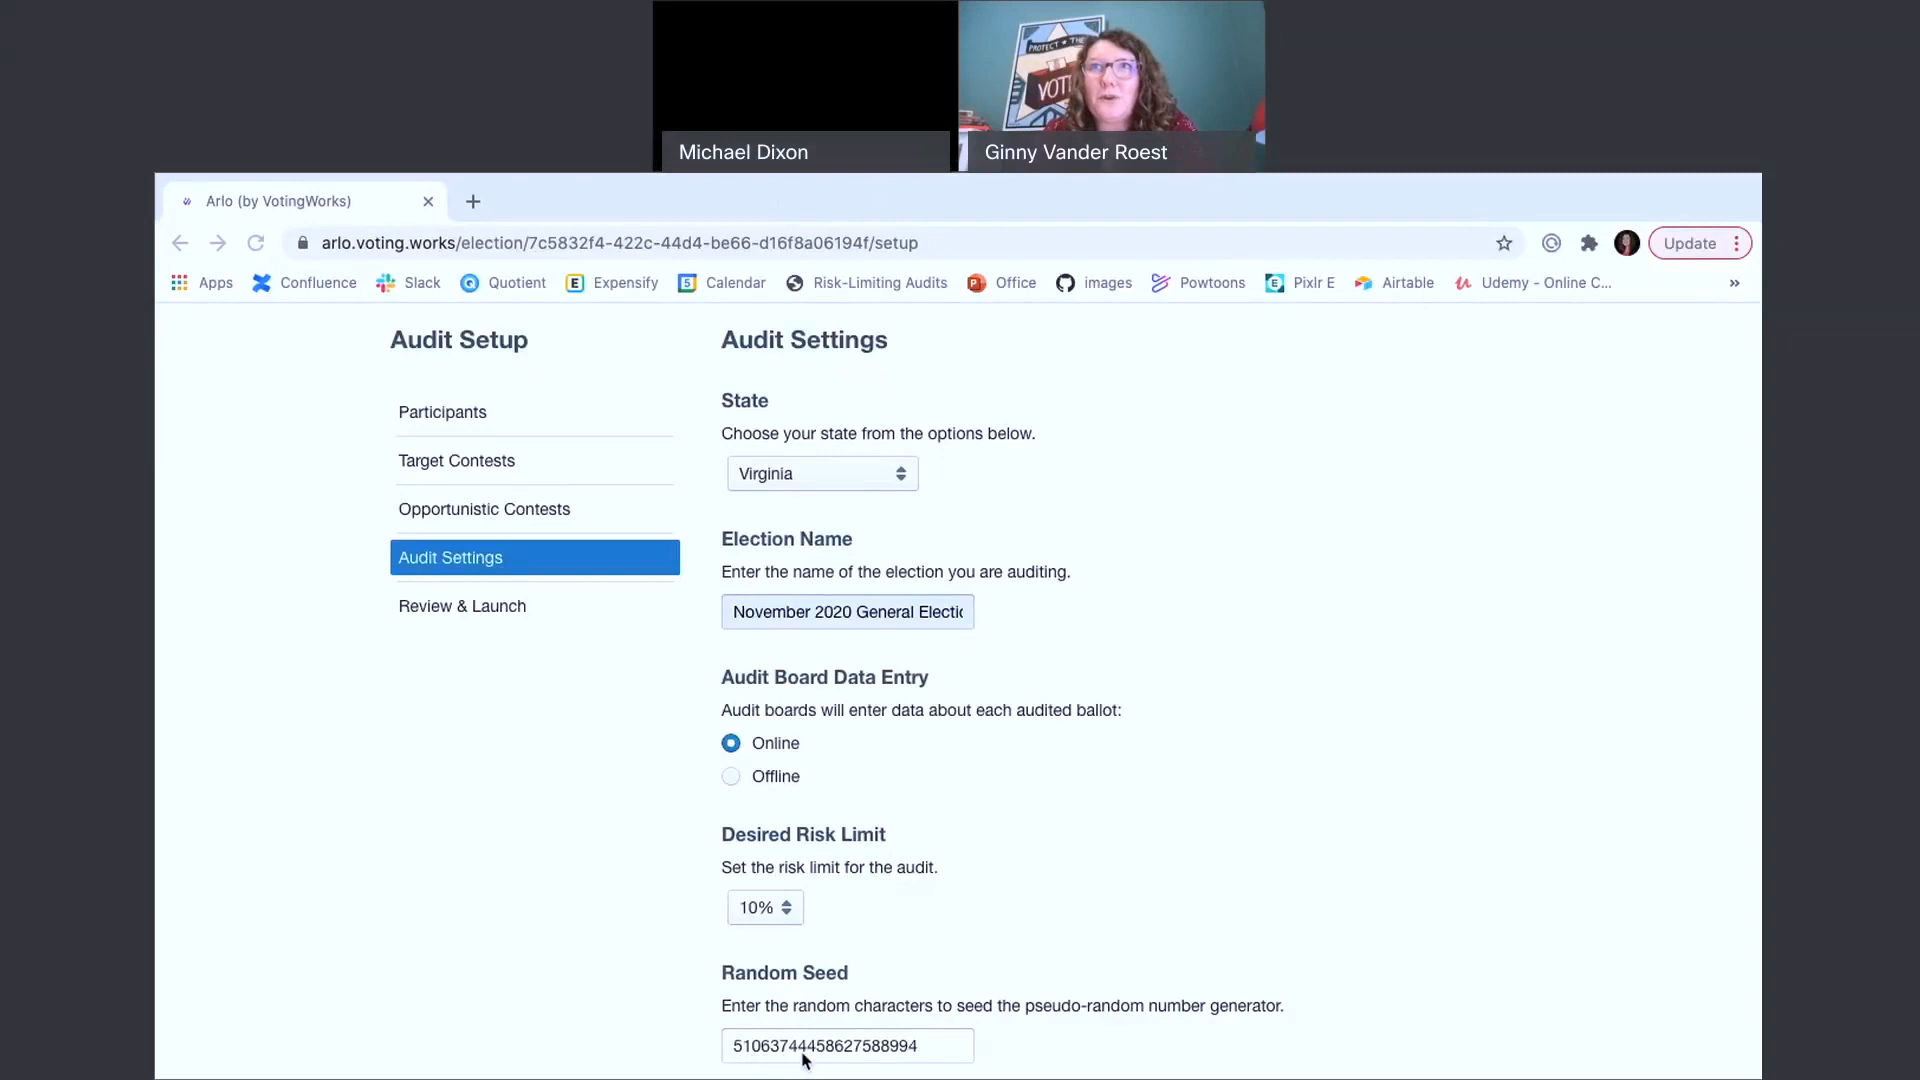 PROTECT THE
VOT
Michael Dixon
Ginny Vander Roest
Arlo (by VotingWorks)
arlo.voting.works/election/7c5832f4-422c-44d4-be66-d16f8a06194f/setup
Update
Apps Confluence Slack Quotient Expensify Calendar Risk-Limiting Audits Office images Powtoons Pixlr E Airtable Udemy - Online C... »
Audit Setup
Participants
Target Contests
Opportunistic Contests
Audit Settings
Review & Launch
Audit Settings
State
Choose your state from the options below.
Virginia
Election Name
Enter the name of the election you are auditing.
November 2020 General Electic
Audit Board Data Entry
Audit boards will enter data about each audited ballot:
Online
Offline
Desired Risk Limit
Set the risk limit for the audit.
10%
Random Seed
Enter the random characters to seed the pseudo-random number generator.
51063744458627588994